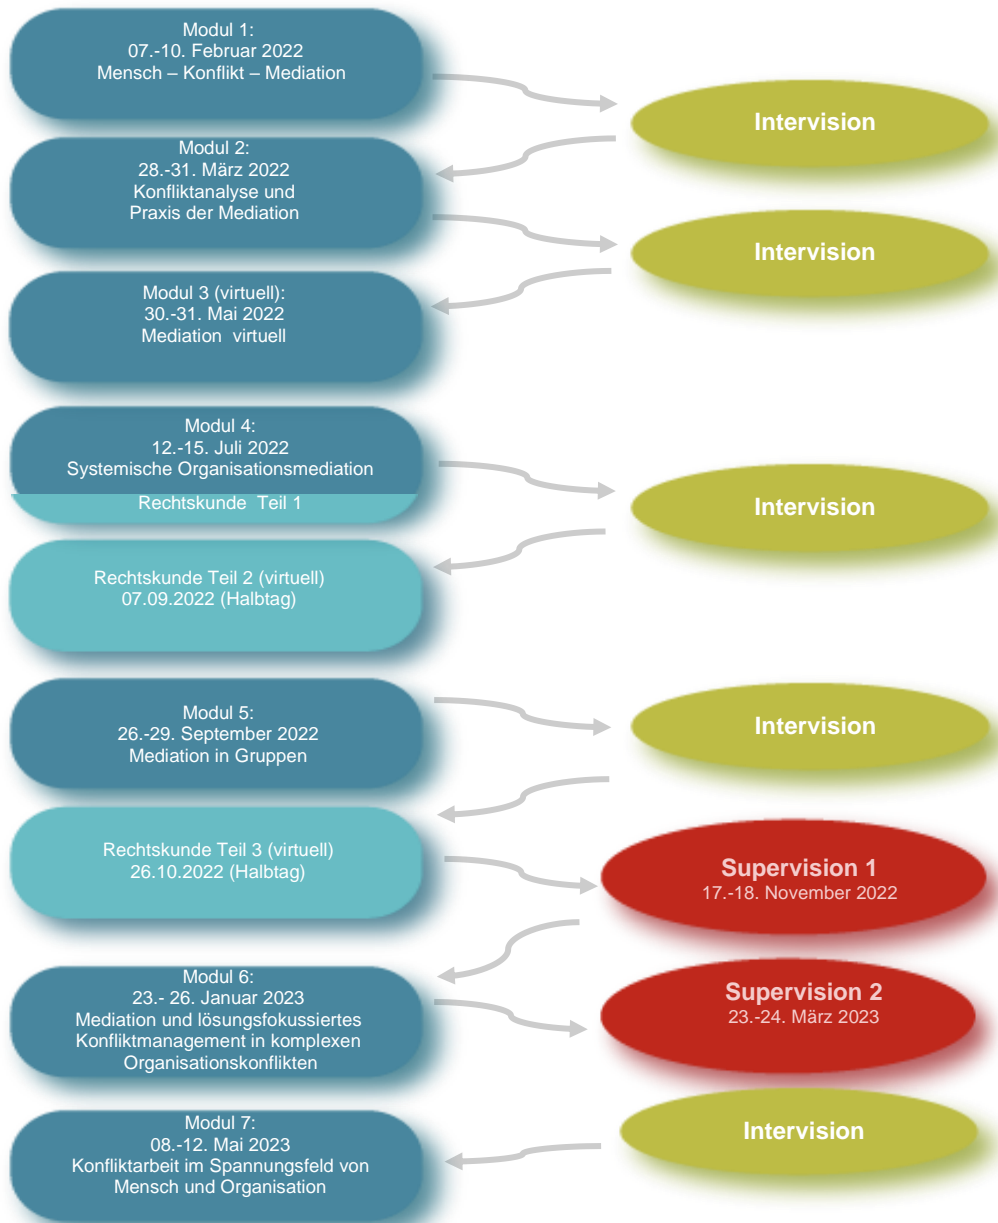 Modul 1:
07.-10. Februar 2022
Mensch – Konflikt – Mediation
Intervision
Modul 2:
28.-31. März 2022
Konfliktanalyse und
Praxis der Mediation
Intervision
Modul 3 (virtuell):
30.-31. Mai 2022
Mediation  virtuell
Modul 4:
12.-15. Juli 2022
Systemische Organisationsmediation
Rechtskunde  Teil 1
Intervision
Rechtskunde Teil 2 (virtuell)
07.09.2022 (Halbtag)
Modul 5:
26.-29. September 2022
Mediation in Gruppen
Intervision
Rechtskunde Teil 3 (virtuell)
26.10.2022 (Halbtag)
Supervision 1
17.-18. November 2022
Modul 6:
23.- 26. Januar 2023
Mediation und lösungsfokussiertes
Konfliktmanagement in komplexen
Organisationskonflikten
Supervision 2
23.-24. März 2023
Intervision
Modul 7:
08.-12. Mai 2023
Konfliktarbeit im Spannungsfeld von
Mensch und Organisation